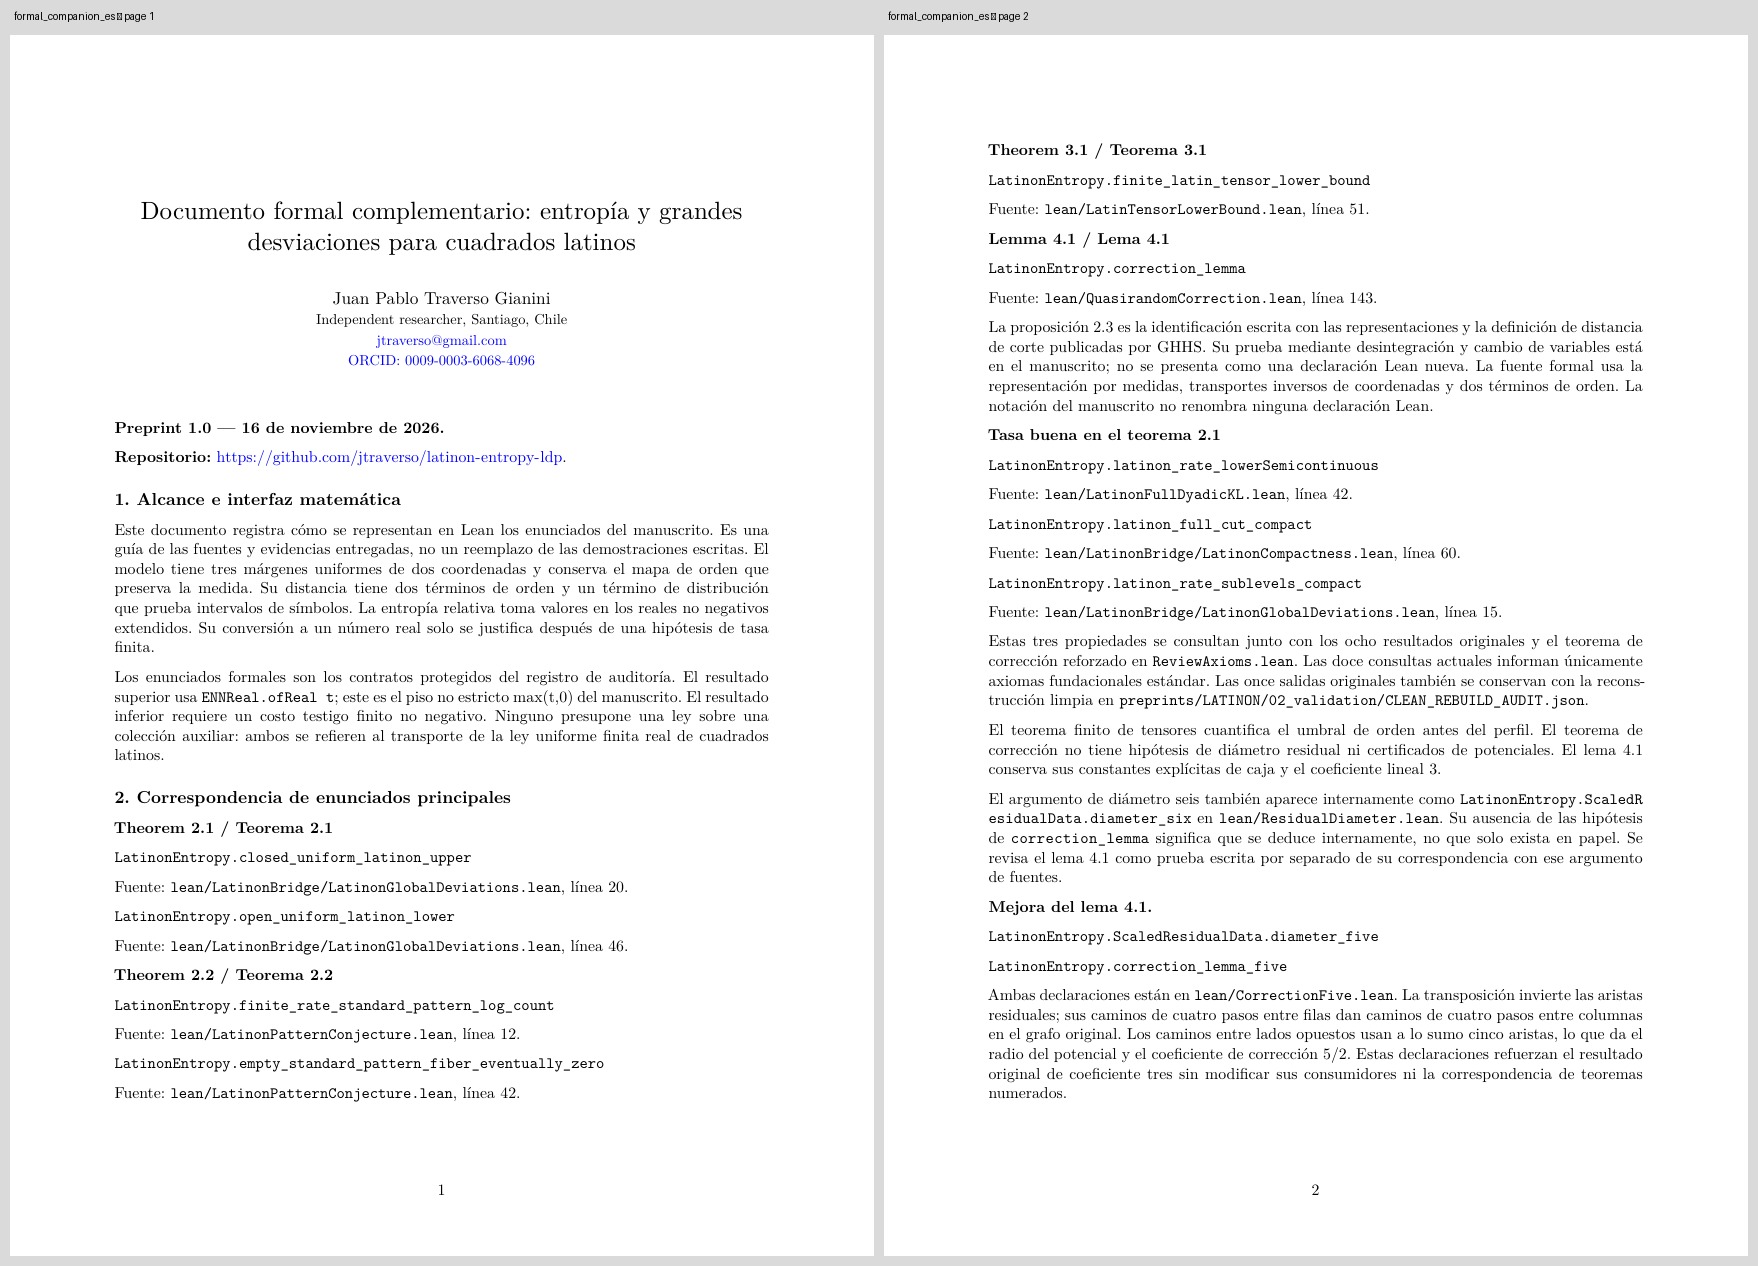 formal_companion_es page 1
Documento formal complementario: entropía y grandes
desviaciones para cuadrados latinos
Juan Pablo Traverso Gianini
Independent researcher, Santiago, Chile
jtraverso@gmail.com
ORCID: 0009-0003-6068-4096
Preprint 1.0 — 16 de noviembre de 2026.
Repositorio: https://github.com/jtraverso/latinon-entropy-ldp.
1. Alcance e interfaz matemática
Este documento registra cómo se representan en Lean los enunciados del manuscrito. Es una
guía de las fuentes y evidencias entregadas, no un reemplazo de las demostraciones escritas. El
modelo tiene tres márgenes uniformes de dos coordenadas y conserva el mapa de orden que
preserva la medida. Su distancia tiene dos términos de orden y un término de distribución
que prueba intervalos de símbolos. La entropía relativa toma valores en los reales no negativos
extendidos. Su conversión a un número real solo se justifica después de una hipótesis de tasa
finita.
Los enunciados formales son los contratos protegidos del registro de auditoría. El resultado
superior usa ENNReal.ofReal t; este es el piso no estricto max(t,0) del manuscrito. El resultado
inferior requiere un costo testigo finito no negativo. Ninguno presupone una ley sobre una
colección auxiliar: ambos se refieren al transporte de la ley uniforme finita real de cuadrados
latinos.
2. Correspondencia de enunciados principales
Theorem 2.1 / Teorema 2.1
LatinonEntropy.closed_uniform_latinon_upper
Fuente: lean/LatinonBridge/LatinonGlobalDeviations.lean, línea 20.
LatinonEntropy.open_uniform_latinon_lower
Fuente: lean/LatinonBridge/LatinonGlobalDeviations.lean, línea 46.
Theorem 2.2 / Teorema 2.2
LatinonEntropy.finite_rate_standard_pattern_log_count
Fuente: lean/LatinonPatternConjecture.lean, línea 12.
LatinonEntropy.empty_standard_pattern_fiber_eventually_zero
Fuente: lean/LatinonPatternConjecture.lean, línea 42.
1
formal_companion_es page 2
Theorem 3.1 / Teorema 3.1
LatinonEntropy.finite_latin_tensor_lower_bound
Fuente: lean/LatinTensorLowerBound.lean, línea 51.
Lemma 4.1 / Lema 4.1
LatinonEntropy.correction_lemma
Fuente: lean/QuasirandomCorrection.lean, línea 143.
La proposición 2.3 es la identificación escrita con las representaciones y la definición de distancia
de corte publicadas por GHHS. Su prueba mediante desintegración y cambio de variables está
en el manuscrito; no se presenta como una declaración Lean nueva. La fuente formal usa la
representación por medidas, transportes inversos de coordenadas y dos términos de orden. La
notación del manuscrito no renombra ninguna declaración Lean.
Tasa buena en el teorema 2.1
LatinonEntropy.latinon_rate_lowerSemicontinuous
Fuente: lean/LatinonFullDyadicKL.lean, línea 42.
LatinonEntropy.latinon_full_cut_compact
Fuente: lean/LatinonBridge/LatinonCompactness.lean, línea 60.
LatinonEntropy.latinon_rate_sublevels_compact
Fuente: lean/LatinonBridge/LatinonGlobalDeviations.lean, línea 15.
Estas tres propiedades se consultan junto con los ocho resultados originales y el teorema de
corrección reforzado en ReviewAxioms.lean. Las doce consultas actuales informan únicamente
axiomas fundacionales estándar. Las once salidas originales también se conservan con la recons-
trucción limpia en preprints/LATINON/02_validation/CLEAN_REBUILD_AUDIT.json.
El teorema finito de tensores cuantifica el umbral de orden antes del perfil. El teorema de
corrección no tiene hipótesis de diámetro residual ni certificados de potenciales. El lema 4.1
conserva sus constantes explícitas de caja y el coeficiente lineal 3.
El argumento de diámetro seis también aparece internamente como LatinonEntropy.ScaledR
esidualData.diameter_six en lean/ResidualDiameter.lean. Su ausencia de las hipótesis
de correction_lemma significa que se deduce internamente, no que solo exista en papel. Se
revisa el lema 4.1 como prueba escrita por separado de su correspondencia con ese argumento
de fuentes.
Mejora del lema 4.1.
LatinonEntropy.ScaledResidualData.diameter_five
LatinonEntropy.correction_lemma_five
Ambas declaraciones están en lean/CorrectionFive.lean. La transposición invierte las aristas
residuales; sus caminos de cuatro pasos entre filas dan caminos de cuatro pasos entre columnas
en el grafo original. Los caminos entre lados opuestos usan a lo sumo cinco aristas, lo que da el
radio del potencial y el coeficiente de corrección 5/2. Estas declaraciones refuerzan el resultado
original de coeficiente tres sin modificar sus consumidores ni la correspondencia de teoremas
numerados.
2